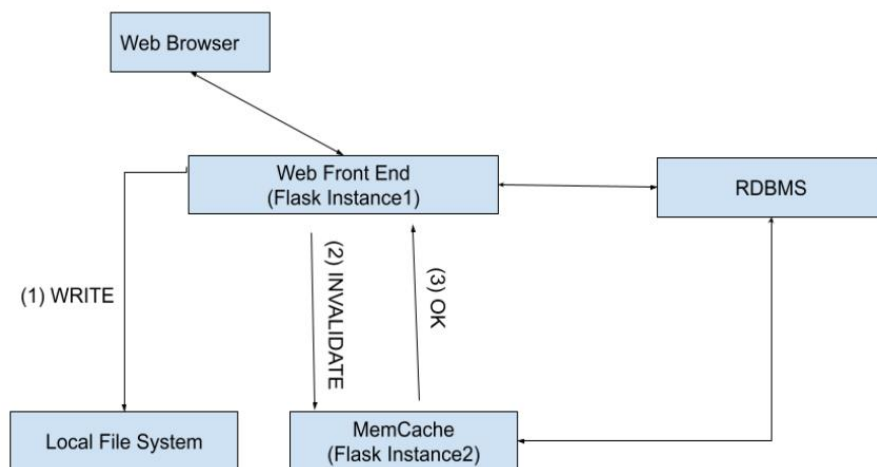 Web Browser
Web Front End
(Flask Instance1)
RDBMS
(1) WRITE
(2) INVALIDATE
(3) OK
Local File System
MemCache
(Flask Instance2)